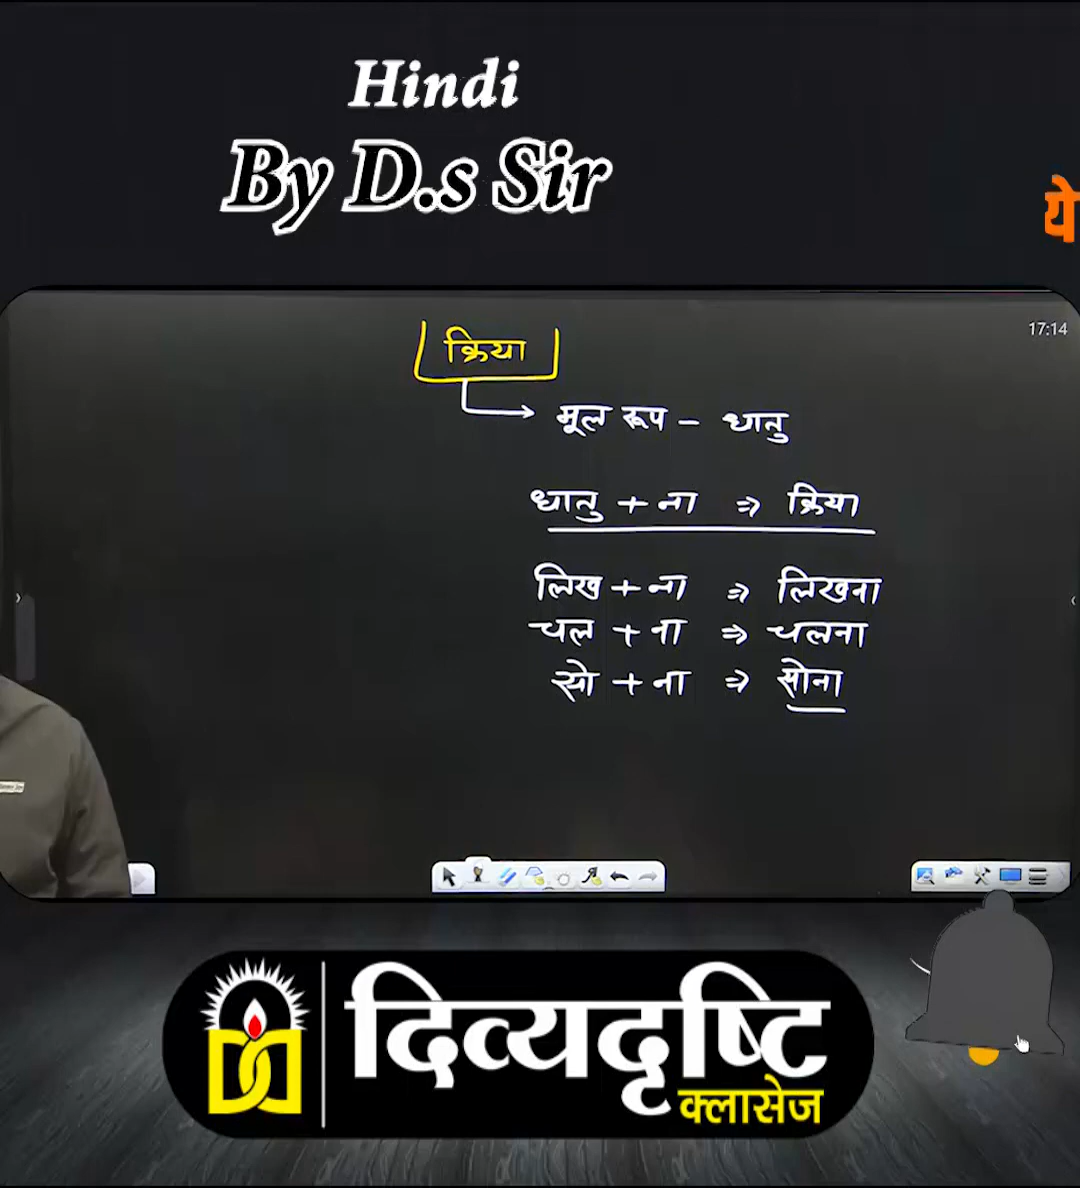 Hindi
By D.s Sir
ये
17:14
क्रिया
मूल रूप - धातु
धातु + ना ⇒ क्रिया
लिख + ना ⇒ लिखना
चल + ना ⇒ चलना
सो + ना ⇒ सोना
दिव्यदृष्टि
क्लासेज